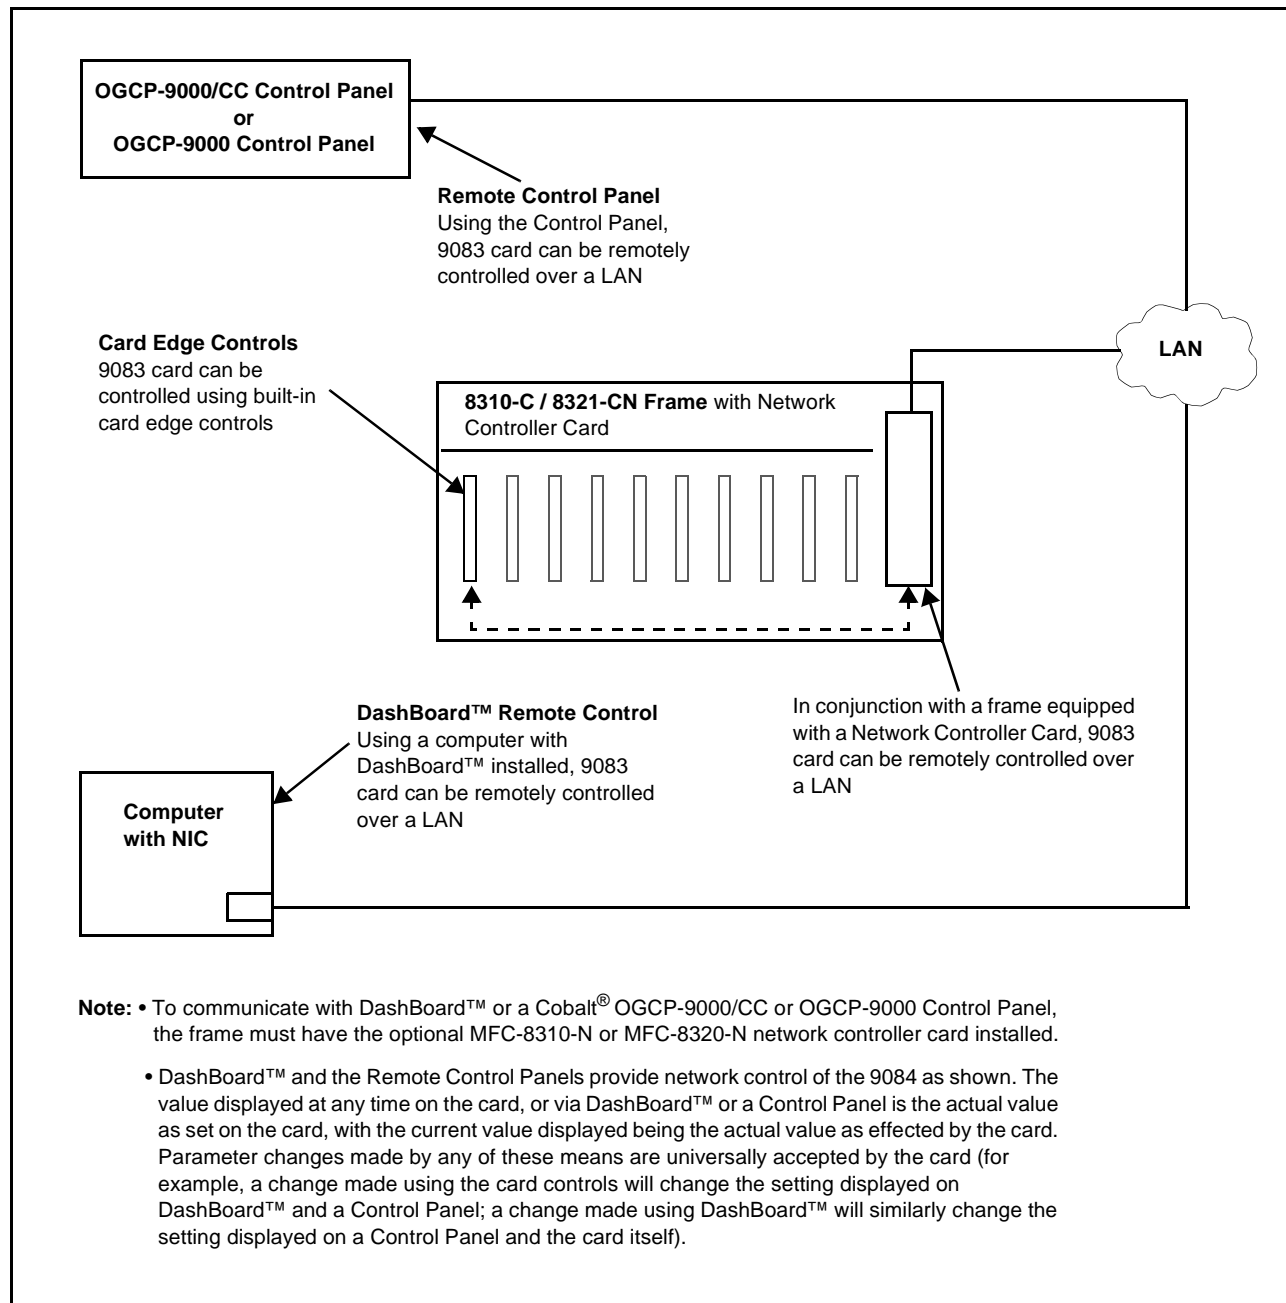 OGCP-9000/CC Control Panel
or
OGCP-9000 Control Panel
Remote Control Panel
Using the Control Panel,
9083 card can be remotely
controlled over a LAN
LAN
Card Edge Controls
9083 card can be
controlled using built-in
card edge controls
8310-C / 8321-CN Frame with Network
Controller Card
DashBoard™ Remote Control
Using a computer with
DashBoard™ installed, 9083
card can be remotely controlled
over a LAN
In conjunction with a frame equipped
with a Network Controller Card, 9083
card can be remotely controlled over
a LAN
Computer
with NIC
Note: • To communicate with DashBoard™ or a Cobalt® OGCP-9000/CC or OGCP-9000 Control Panel,
the frame must have the optional MFC-8310-N or MFC-8320-N network controller card installed.
• DashBoard™ and the Remote Control Panels provide network control of the 9084 as shown. The
value displayed at any time on the card, or via DashBoard™ or a Control Panel is the actual value
as set on the card, with the current value displayed being the actual value as effected by the card.
Parameter changes made by any of these means are universally accepted by the card (for
example, a change made using the card controls will change the setting displayed on
DashBoard™ and a Control Panel; a change made using DashBoard™ will similarly change the
setting displayed on a Control Panel and the card itself).